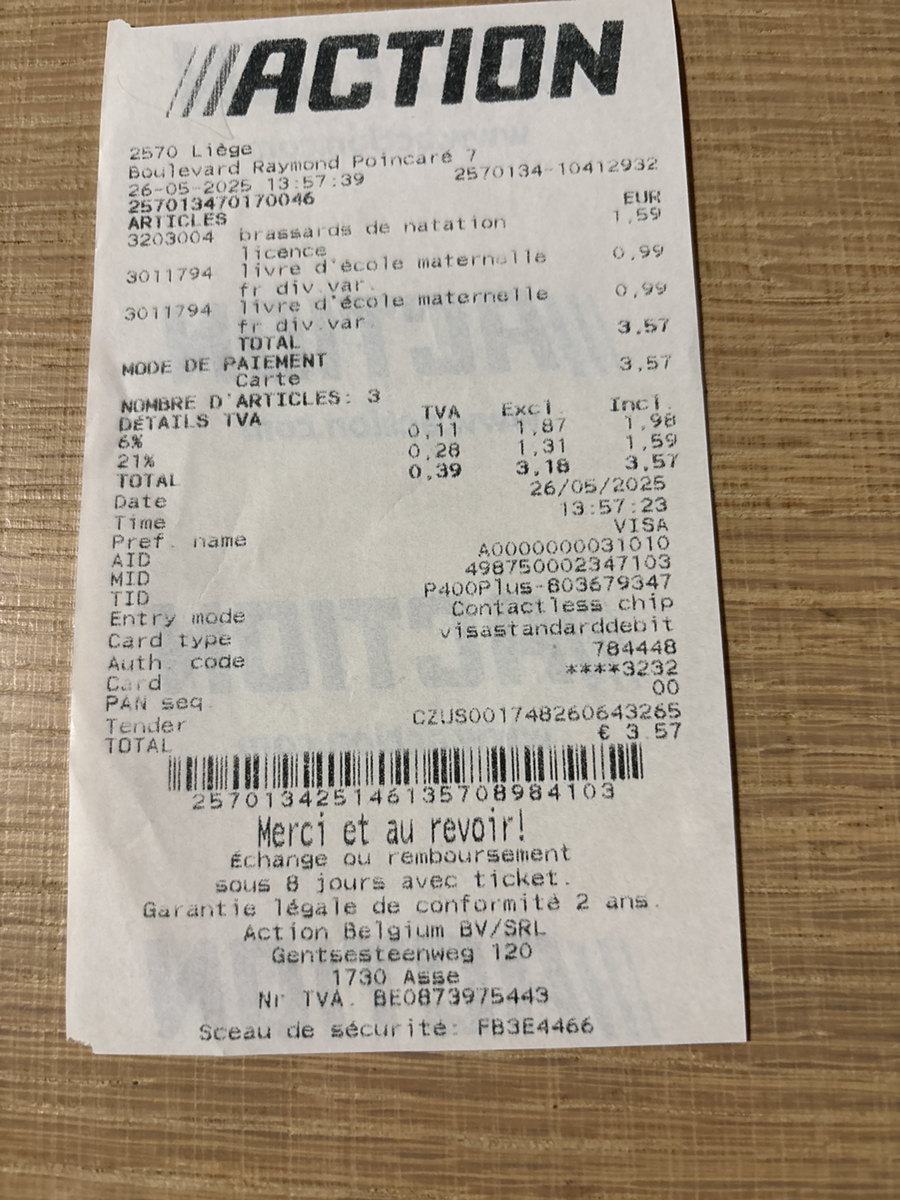 ///ACTION
2570 Liège
Boulevard Raymond Poincaré 7
26-05-2025 13:57:39 2570134-10412932
257013470170046
ARTICLES EUR
3203004 brassards de natation 1,59
licence
3011794 livre d'école maternelle 0,99
fr div.var.
3011794 livre d'école maternelle 0,99
fr div.var.
TOTAL 3,57
MODE DE PAIEMENT
Carte 3,57
NOMBRE D'ARTICLES: 3
DÉTAILS TVA TVA Excl. Incl.
6% 0,11 1,87 1,98
21% 0,28 1,31 1,59
TOTAL 0,39 3,18 3,57
Date 26/05/2025
Time 13:57:23
Pref. name VISA
AID A0000000031010
MID 498750002347103
TID P400Plus-803679347
Entry mode Contactless chip
Card type visastandarddebit
Auth. code 784448
Card ****3232
PAN seq. 00
Tender CZUS001748260643265
TOTAL € 3.57
257013425146135708984103
Merci et au revoir!
Échange ou remboursement
sous 8 jours avec ticket.
Garantie légale de conformité 2 ans.
Action Belgium BV/SRL
Gentsesteenweg 120
1730 Asse
Nr TVA. BE0873975443
Sceau de sécurité: FB3E4466